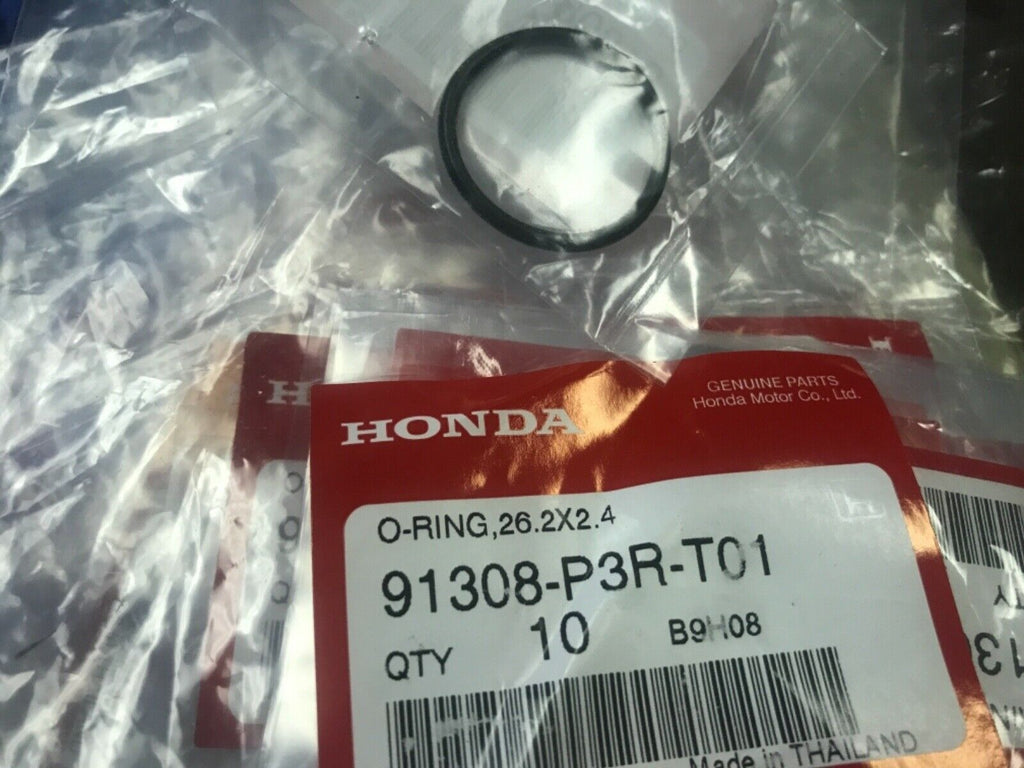 GENUINE PARTS
HONDA
Honda Motor Co., Ltd.
O-RING,26.2X2.4
91308-P3R-T01
QTY 10 B9H08
Made in THAILAND